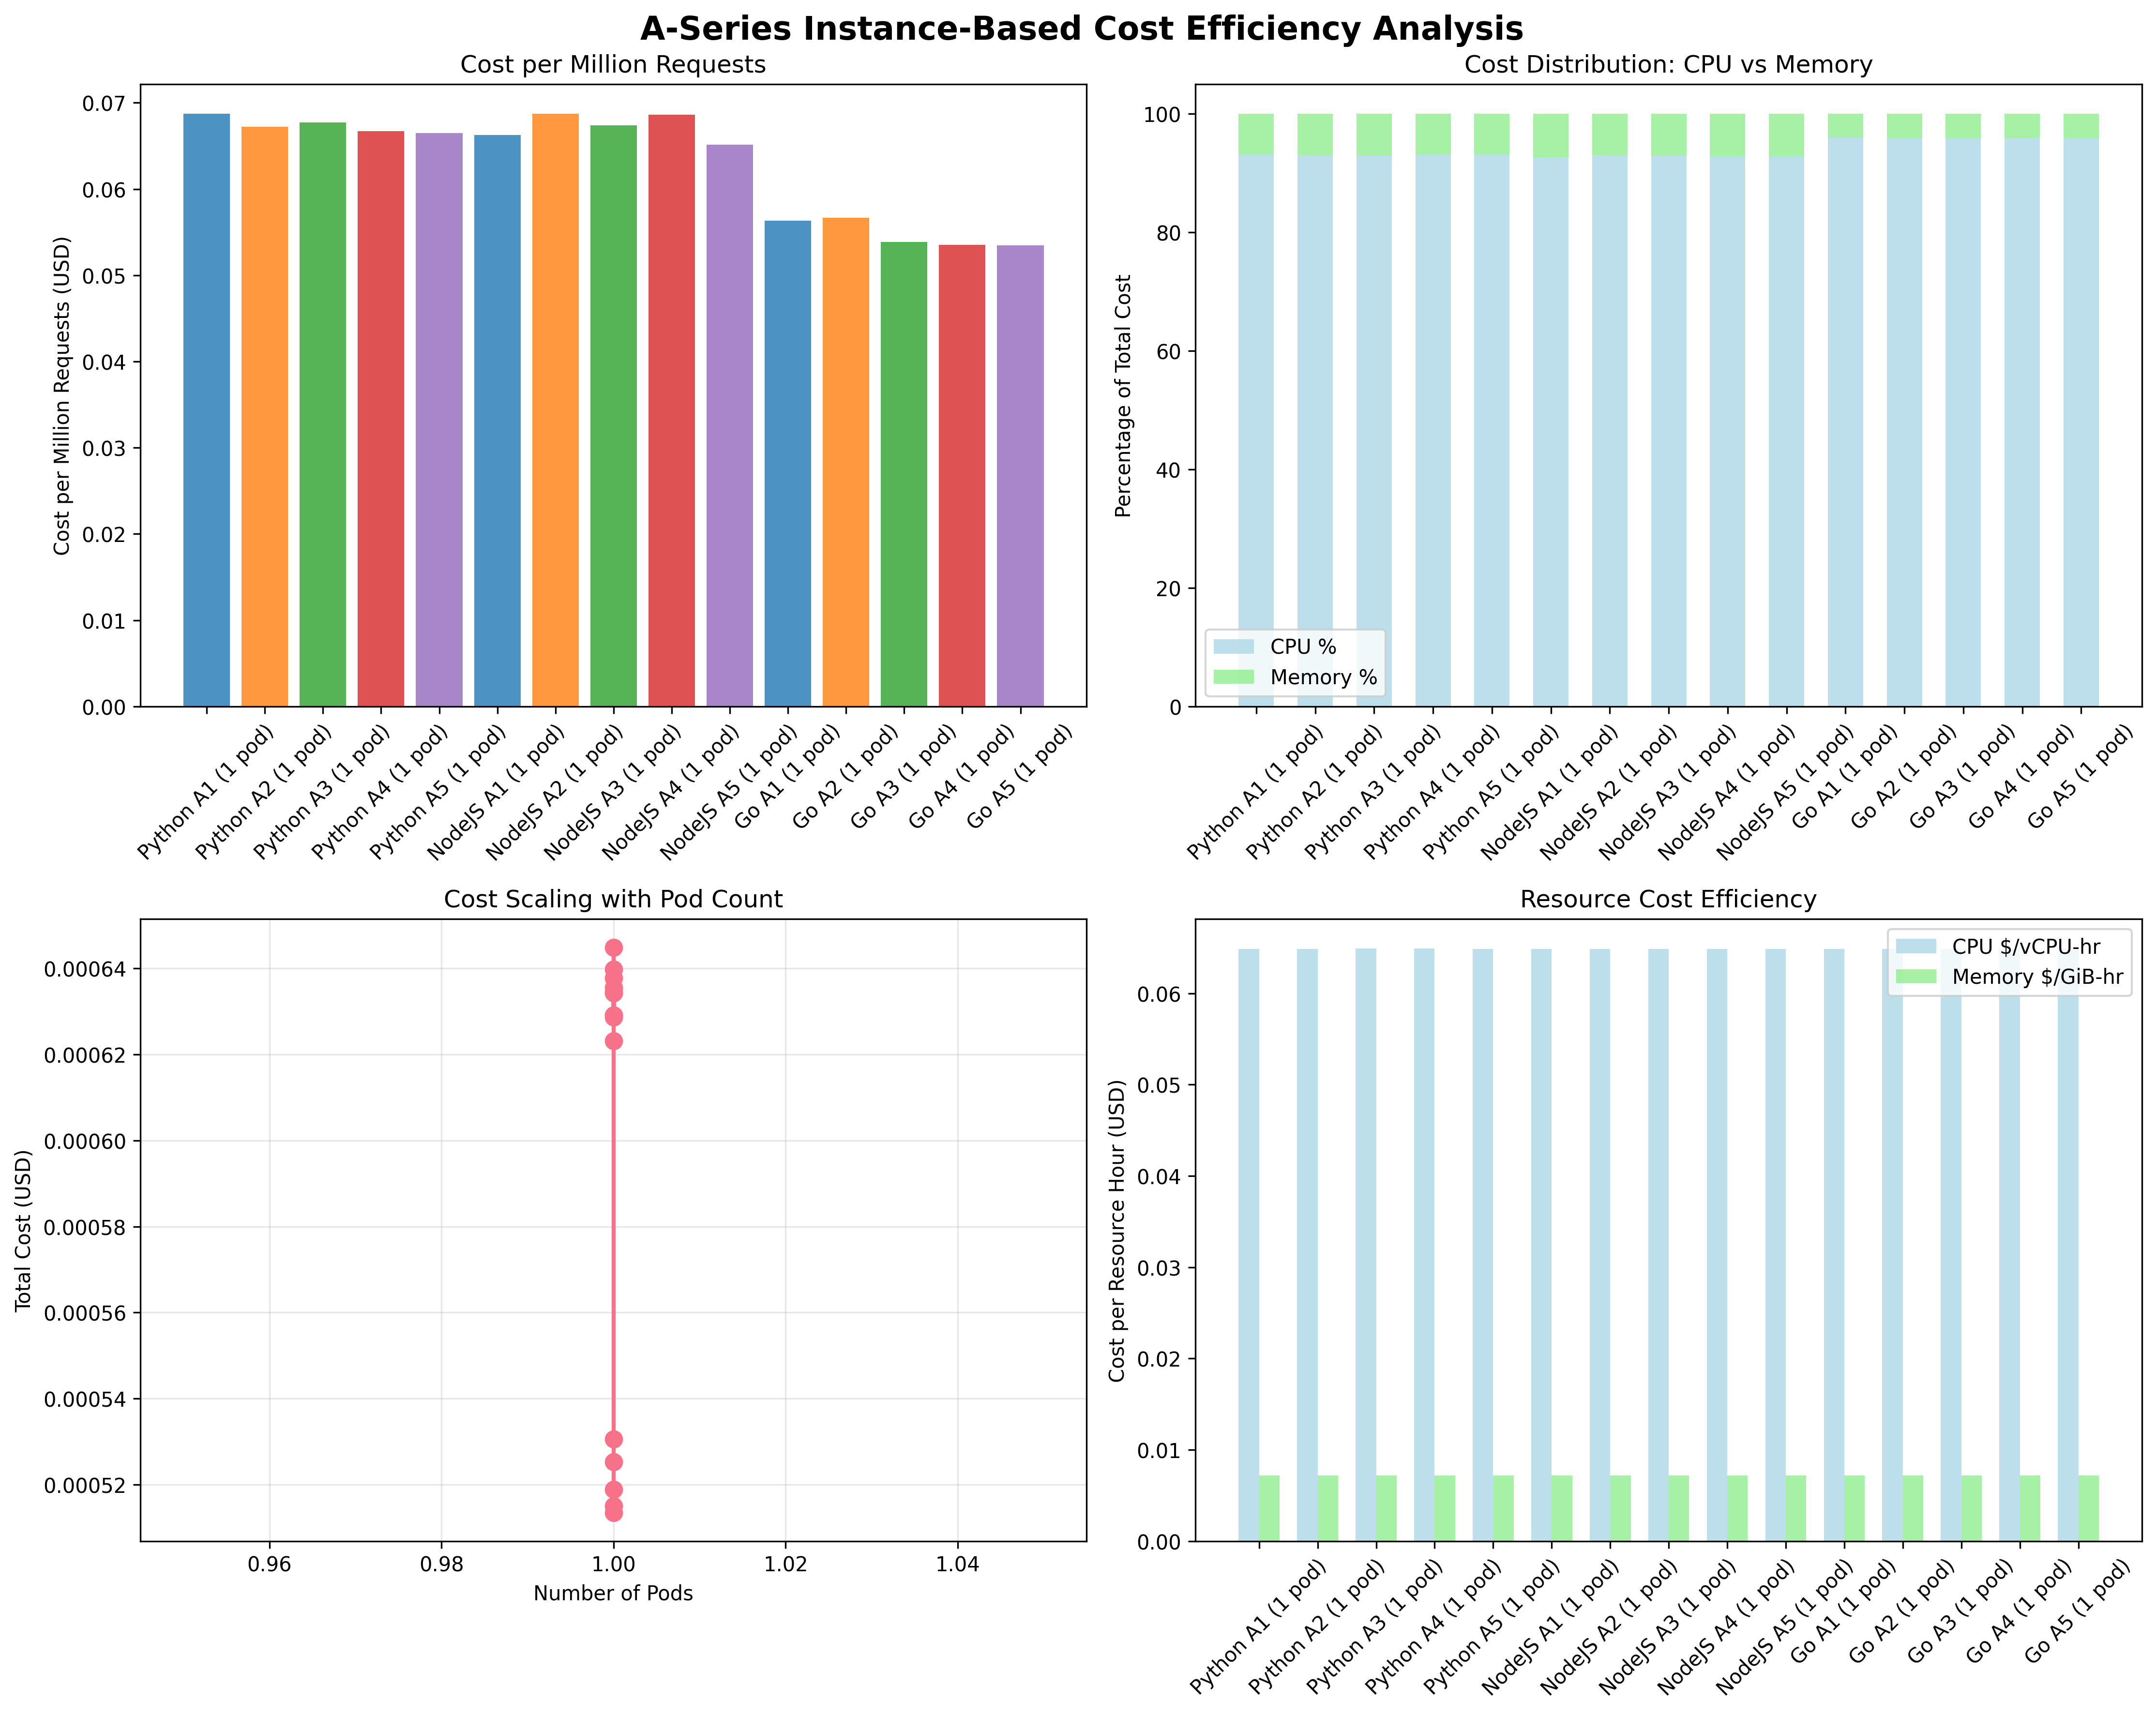 A-Series Instance-Based Cost Efficiency Analysis
Cost per Million Requests
Cost per Million Requests (USD)
0.07
0.06
0.05
0.04
0.03
0.02
0.01
0.00
Python A1 (1 pod)
Python A2 (1 pod)
Python A3 (1 pod)
Python A4 (1 pod)
Python A5 (1 pod)
NodeJS A1 (1 pod)
NodeJS A2 (1 pod)
NodeJS A3 (1 pod)
NodeJS A4 (1 pod)
NodeJS A5 (1 pod)
Go A1 (1 pod)
Go A2 (1 pod)
Go A3 (1 pod)
Go A4 (1 pod)
Go A5 (1 pod)
Cost Distribution: CPU vs Memory
Percentage of Total Cost
100
80
60
40
20
0
CPU %
Memory %
Python A1 (1 pod)
Python A2 (1 pod)
Python A3 (1 pod)
Python A4 (1 pod)
Python A5 (1 pod)
NodeJS A1 (1 pod)
NodeJS A2 (1 pod)
NodeJS A3 (1 pod)
NodeJS A4 (1 pod)
NodeJS A5 (1 pod)
Go A1 (1 pod)
Go A2 (1 pod)
Go A3 (1 pod)
Go A4 (1 pod)
Go A5 (1 pod)
Cost Scaling with Pod Count
Total Cost (USD)
0.00064
0.00062
0.00060
0.00058
0.00056
0.00054
0.00052
0.96
0.98
1.00
1.02
1.04
Number of Pods
Resource Cost Efficiency
Cost per Resource Hour (USD)
CPU $/vCPU-hr
Memory $/GiB-hr
0.06
0.05
0.04
0.03
0.02
0.01
0.00
Python A1 (1 pod)
Python A2 (1 pod)
Python A3 (1 pod)
Python A4 (1 pod)
Python A5 (1 pod)
NodeJS A1 (1 pod)
NodeJS A2 (1 pod)
NodeJS A3 (1 pod)
NodeJS A4 (1 pod)
NodeJS A5 (1 pod)
Go A1 (1 pod)
Go A2 (1 pod)
Go A3 (1 pod)
Go A4 (1 pod)
Go A5 (1 pod)